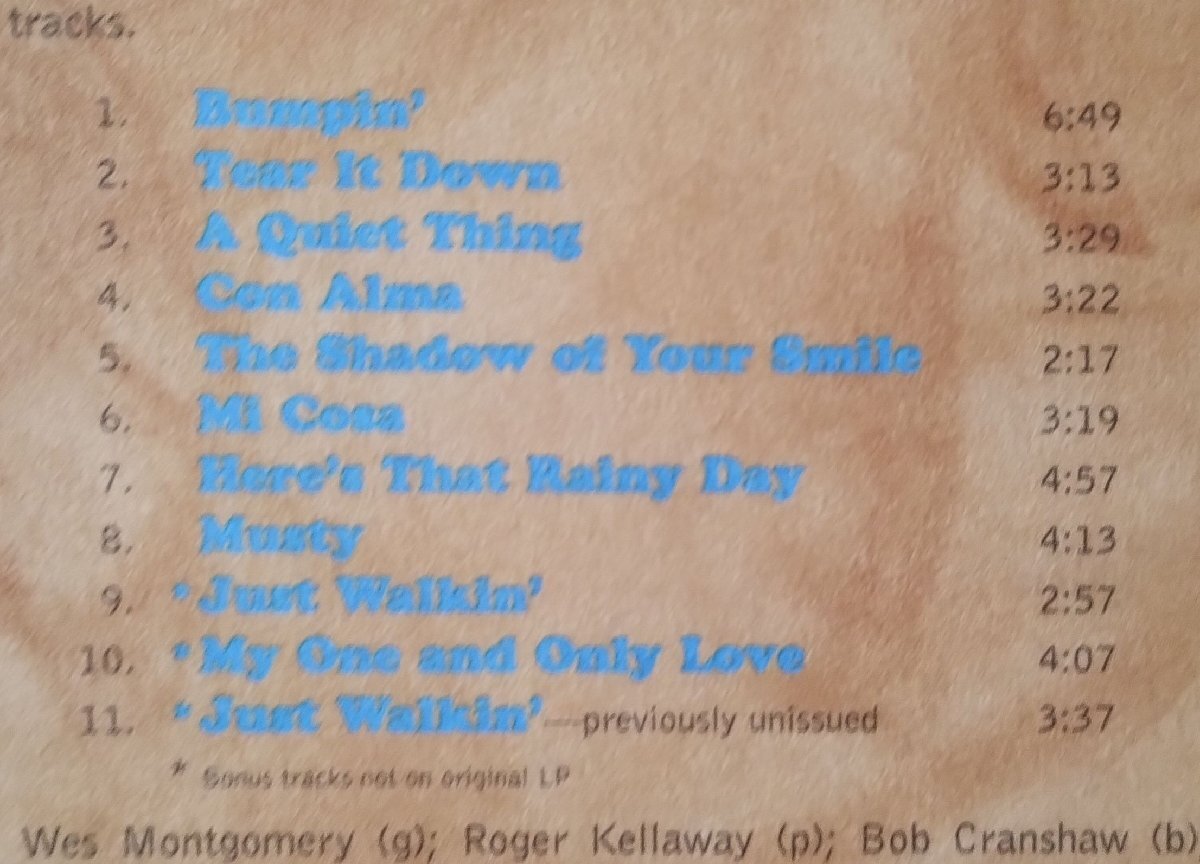 tracks.
1. Bumpin' 6:49
2. Tear It Down 3:13
3. A Quiet Thing 3:29
4. Con Alma 3:22
5. The Shadow of Your Smile 2:17
6. Mi Cosa 3:19
7. Here's That Rainy Day 4:57
8. Musty 4:13
9. *Just Walkin' 2:57
10. *My One and Only Love 4:07
11. *Just Walkin'—previously unissued 3:37
* Bonus tracks not on original LP
Wes Montgomery (g); Roger Kellaway (p); Bob Cranshaw (b)